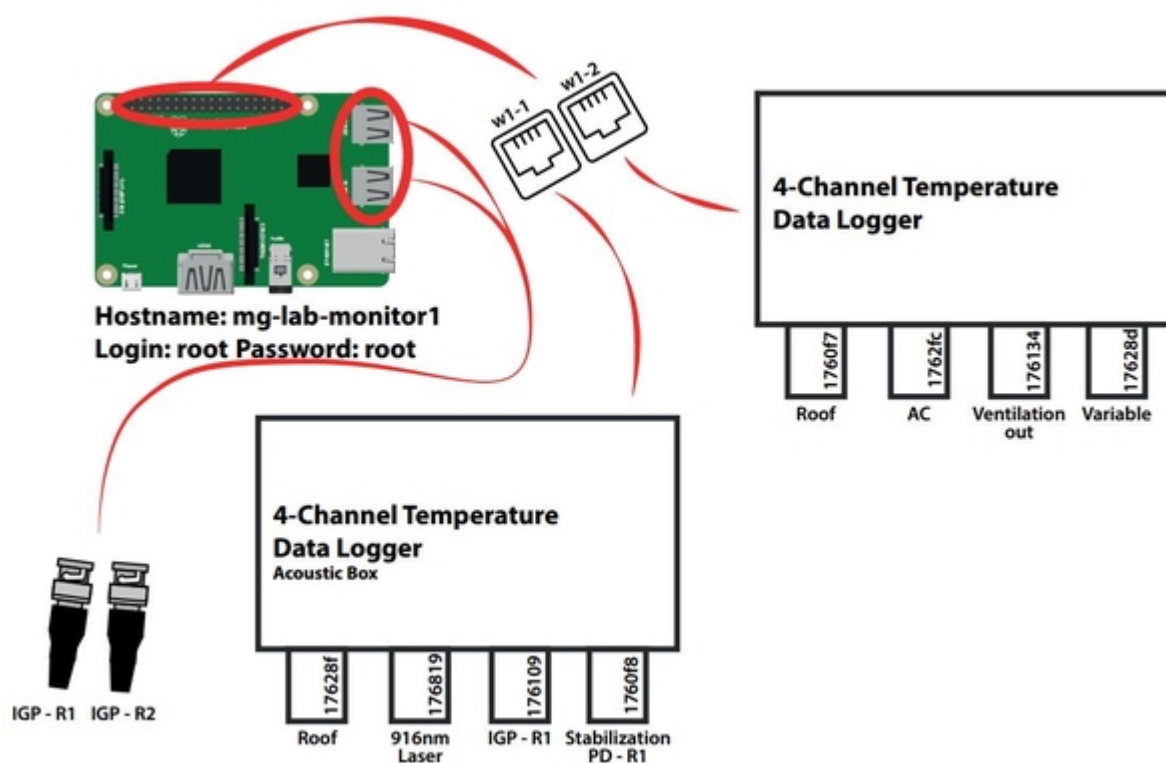 w1-1
w1-2
Hostname: mg-lab-monitor1
Login: root Password: root
4-Channel Temperature
Data Logger
1760f7
1762fc
176134
17628d
Roof
AC
Ventilation
out
Variable
4-Channel Temperature
Data Logger
Acoustic Box
17628f
176819
176109
1760f8
Roof
916nm
Laser
IGP - R1
Stabilization
PD - R1
IGP - R1
IGP - R2